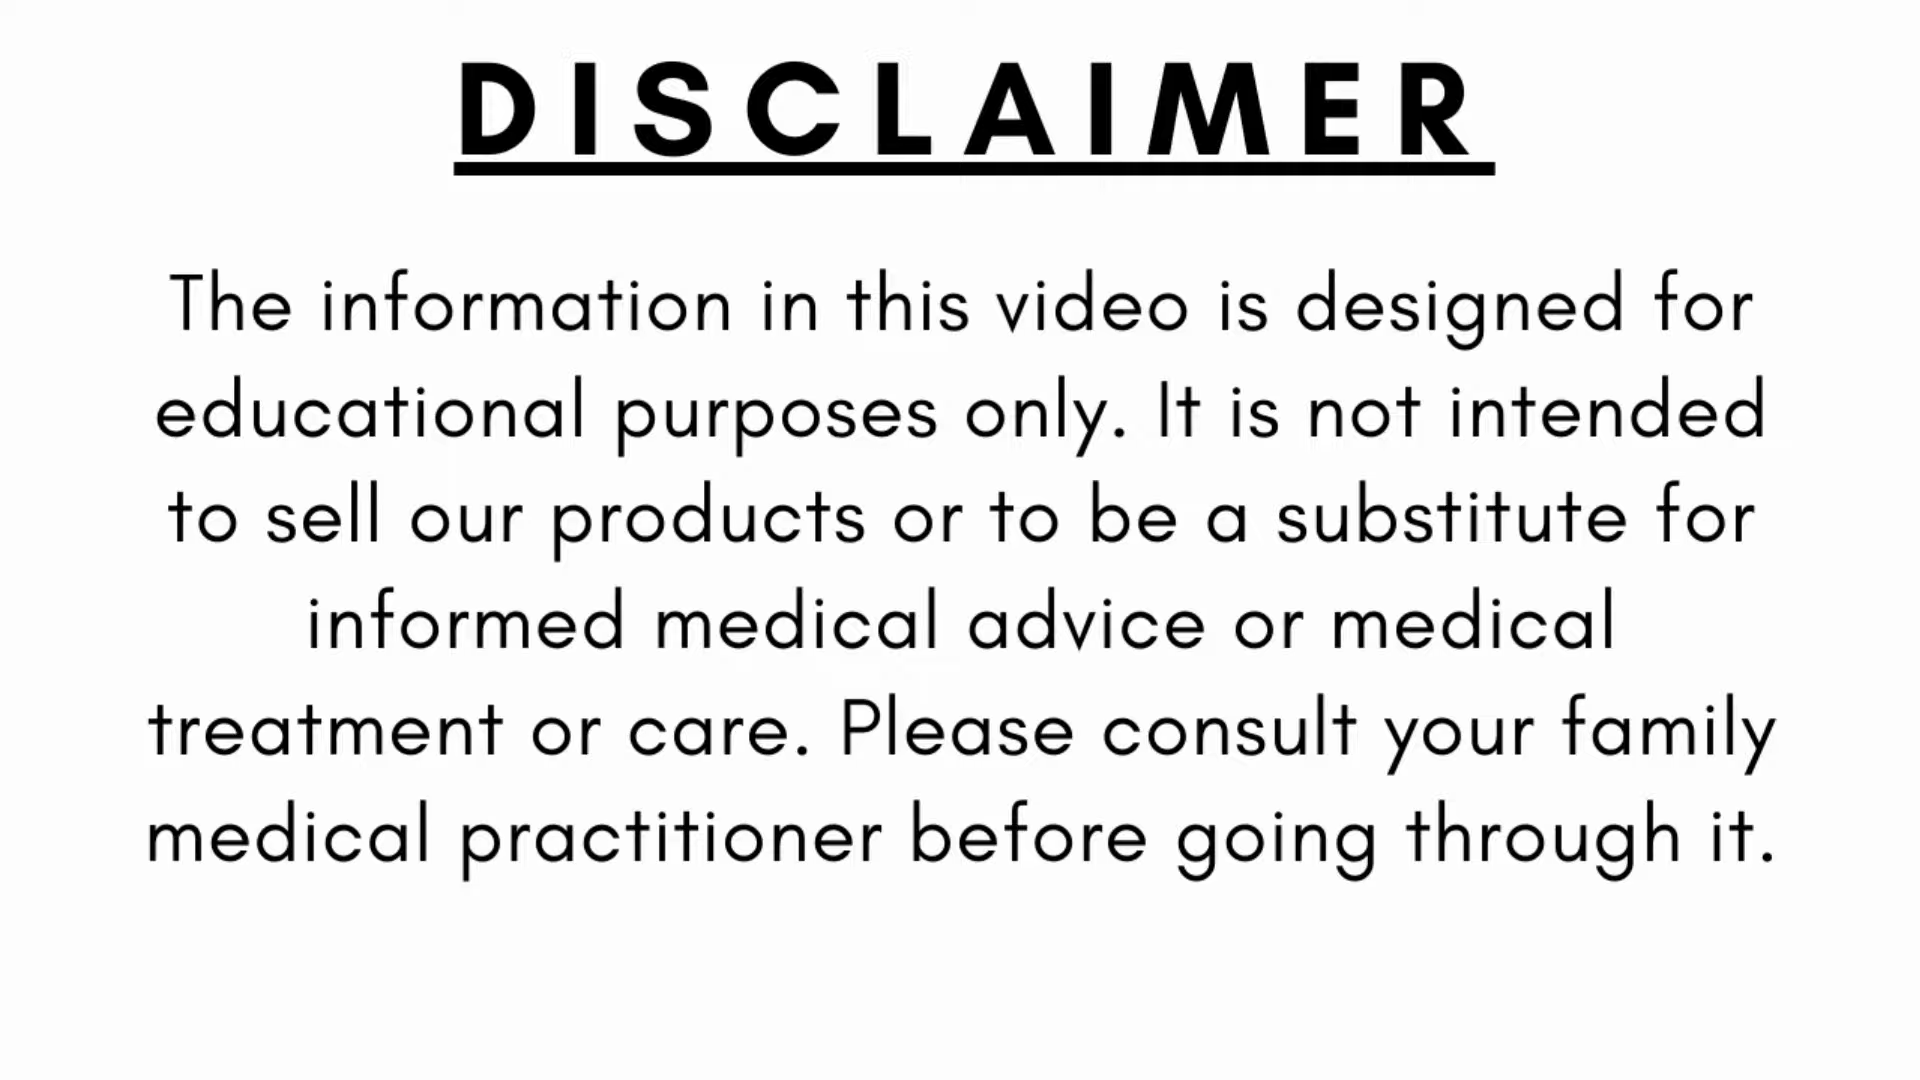 DISCLAIMER
The information in this video is designed for
educational purposes only. It is not intended
to sell our products or to be a substitute for
informed medical advice or medical
treatment or care. Please consult your family
medical practitioner before going through it.